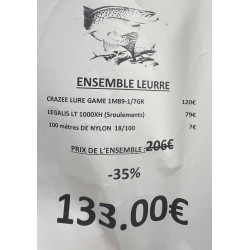 ENSEMBLE LEURRE
CRAZEE LURE GAME 1M89-1/7GR 120€
LEGALIS LT 1000XH (5roulements) 79€
100 mètres DE NYLON 18/100 7€
PRIX DE L'ENSEMBLE : 206€
-35%
133.00€